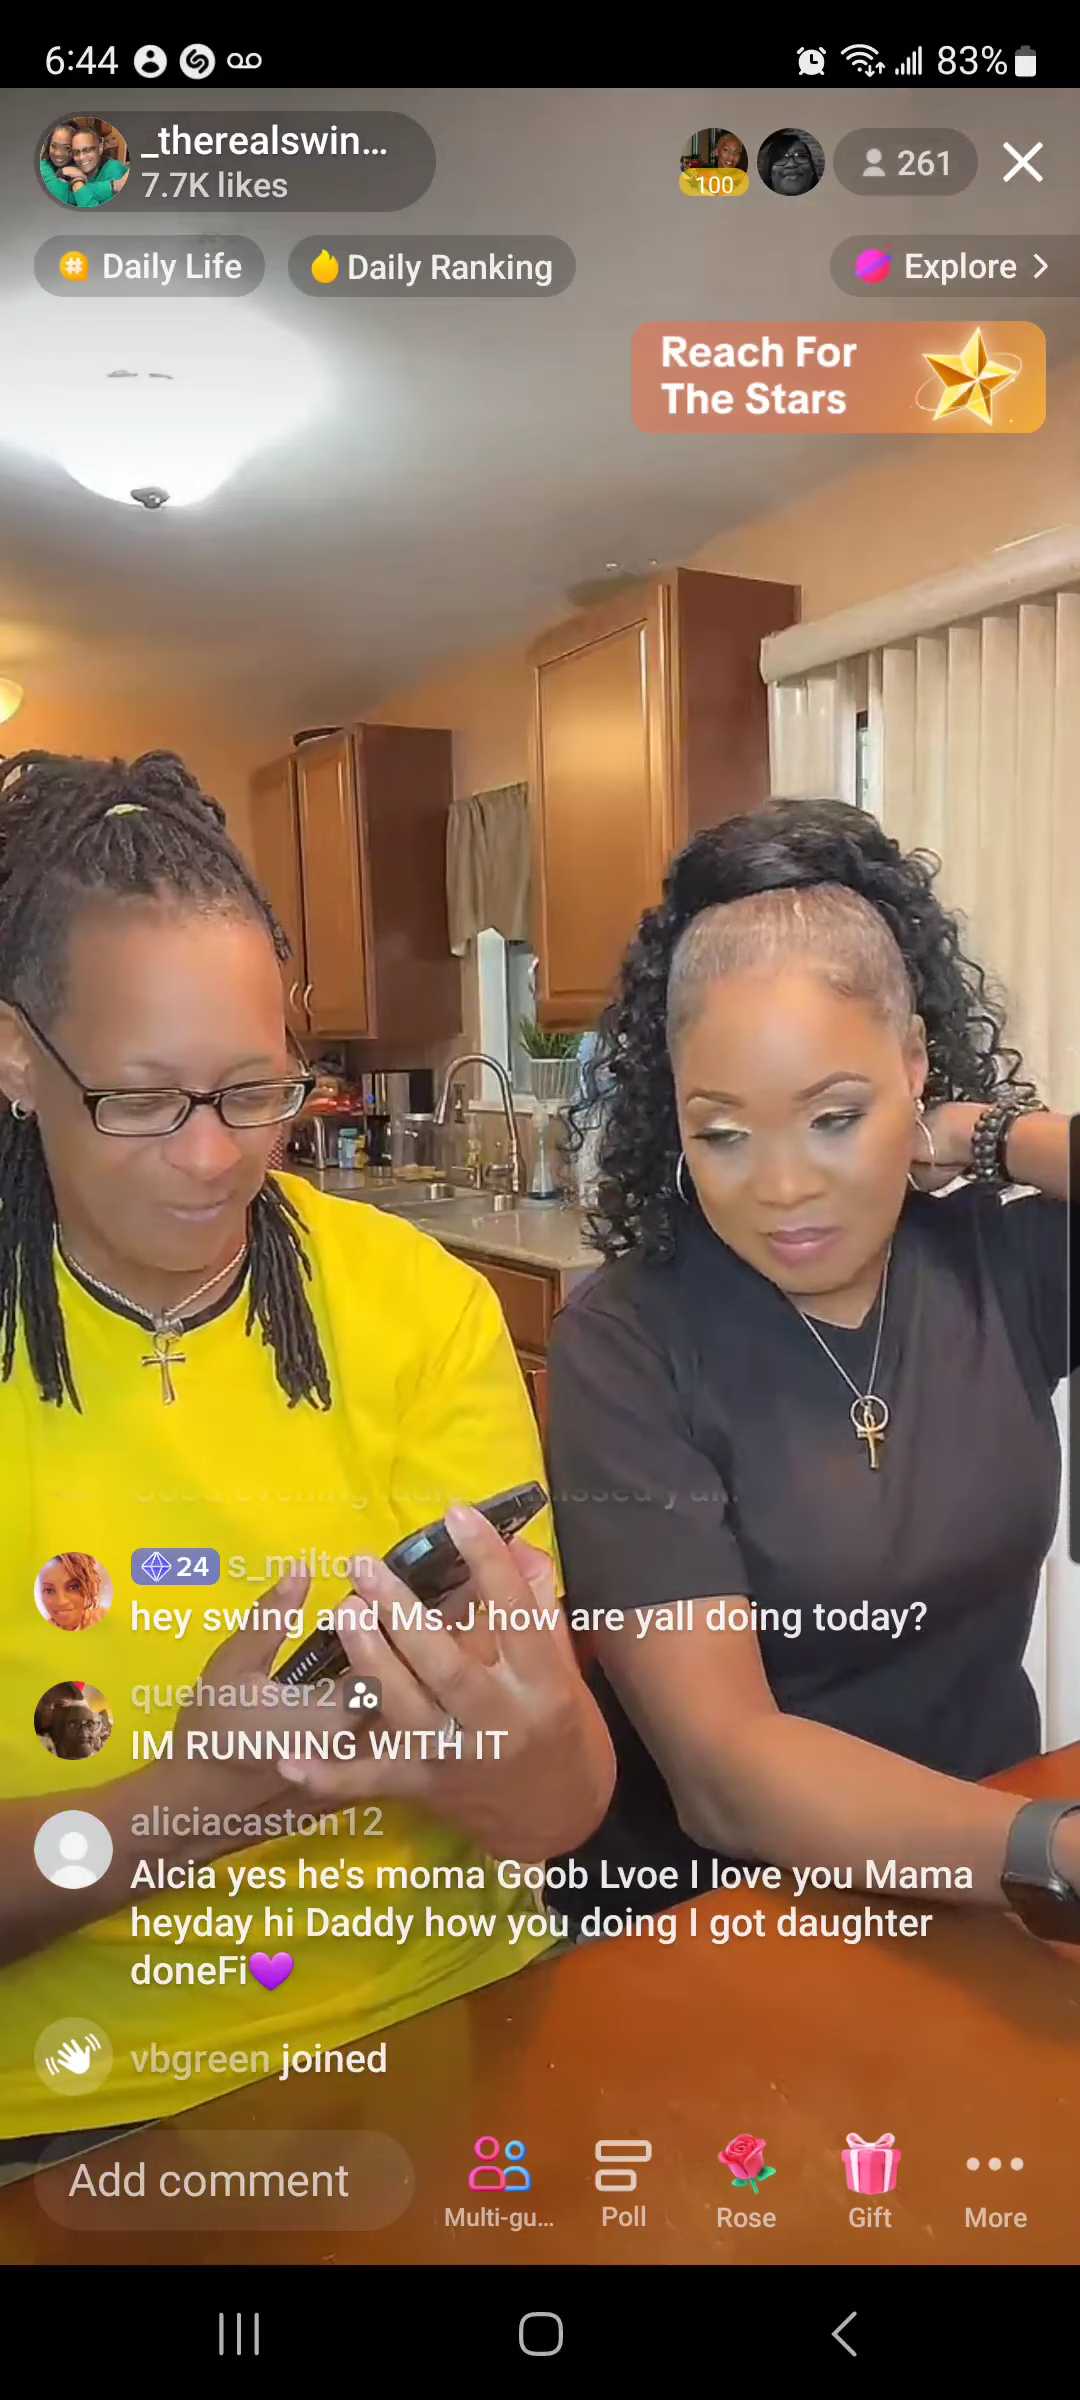 6:44
83%
_therealswin...
7.7K likes
100
261
Daily Life
Daily Ranking
Explore
Reach For
The Stars
24 s_milton
hey swing and Ms.J how are yall doing today?
quehauser2
IM RUNNING WITH IT
aliciacaston12
Alcia yes he's moma Goob Lvoe I love you Mama
heyday hi Daddy how you doing I got daughter
doneFi💜
vbgreen joined
Add comment
Multi-gu...
Poll
Rose
Gift
More